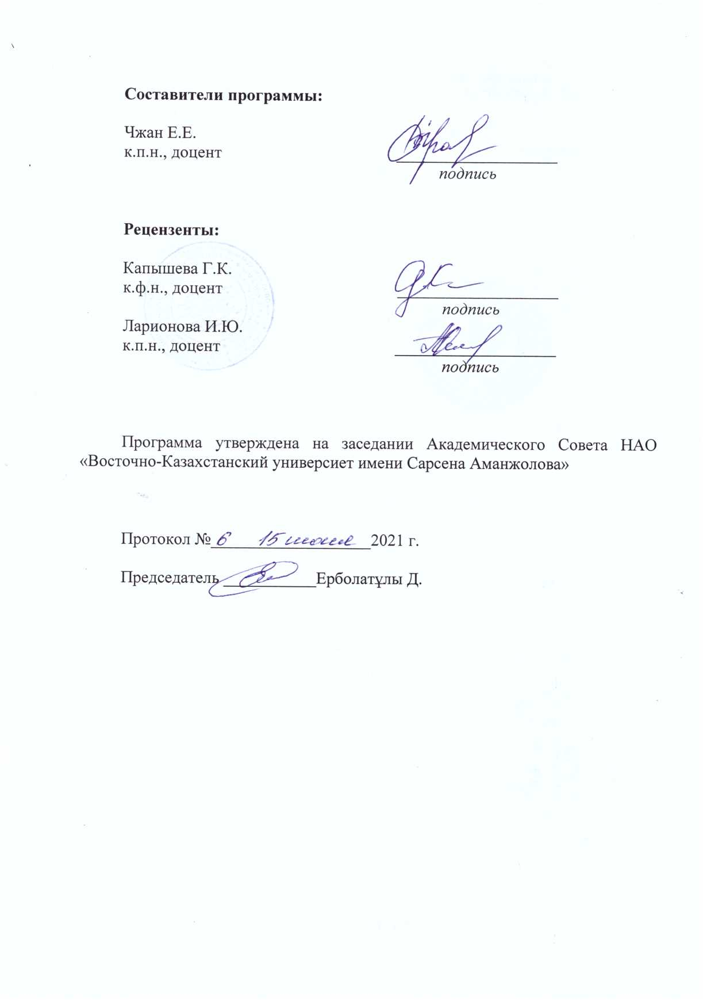 Составители программы:
Чжан Е.Е.
к.п.н., доцент
подпись
Рецензенты:
Капышева Г.К.
к.ф.н., доцент
подпись
Ларионова И.Ю.
к.п.н., доцент
подпись
Программа утверждена на заседании Академического Совета НАО
«Восточно-Казахстанский универсиет имени Сарсена Аманжолова»
Протокол № 6 15 июня 2021 г.
Председатель Ерболатұлы Д.